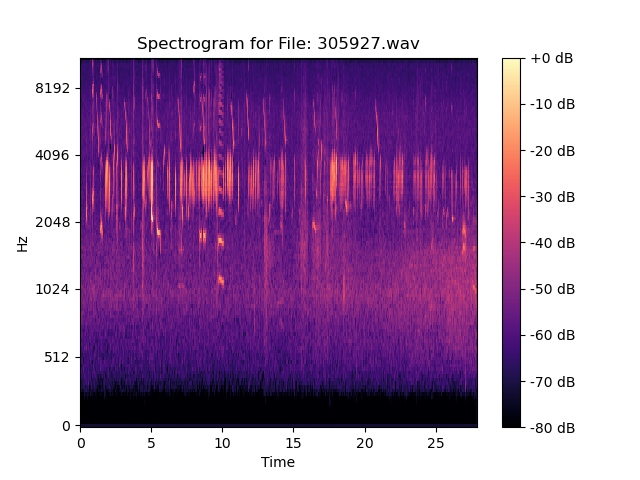 Spectrogram for File: 305927.wav
Hz
8192
4096
2048
1024
512
0
0 5 10 15 20 25
Time
+0 dB
-10 dB
-20 dB
-30 dB
-40 dB
-50 dB
-60 dB
-70 dB
-80 dB